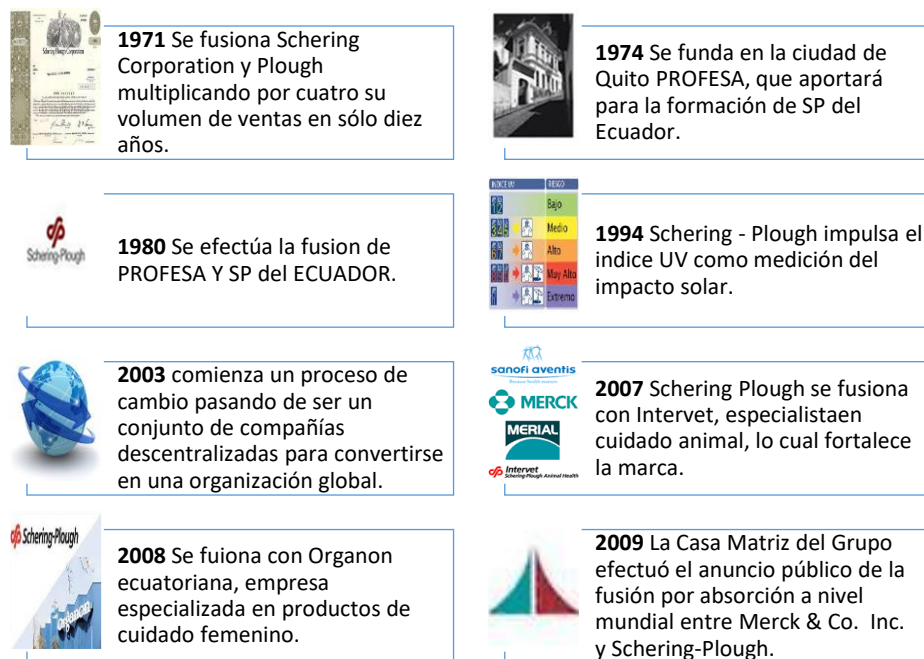 1971 Se fusiona Schering
Corporation y Plough
multiplicando por cuatro su
volumen de ventas en sólo diez
años.
1974 Se funda en la ciudad de
Quito PROFESA, que aportará
para la formación de SP del
Ecuador.
Schering-Plough
1980 Se efectúa la fusion de
PROFESA Y SP del ECUADOR.
INDICE UV RIESGO
Bajo
Medio
Alto
Muy Alto
Extremo
1994 Schering - Plough impulsa el
indice UV como medición del
impacto solar.
2003 comienza un proceso de
cambio pasando de ser un
conjunto de compañías
descentralizadas para convertirse
en una organización global.
sanofi aventis
Because health matters
MERCK
MERIAL
Intervet
Schering-Plough Animal Health
2007 Schering Plough se fusiona
con Intervet, especialistaen
cuidado animal, lo cual fortalece
la marca.
Schering-Plough
Organon
2008 Se fuiona con Organon
ecuatoriana, empresa
especializada en productos de
cuidado femenino.
2009 La Casa Matriz del Grupo
efectuó el anuncio público de la
fusión por absorción a nivel
mundial entre Merck & Co. Inc.
y Schering-Plough.